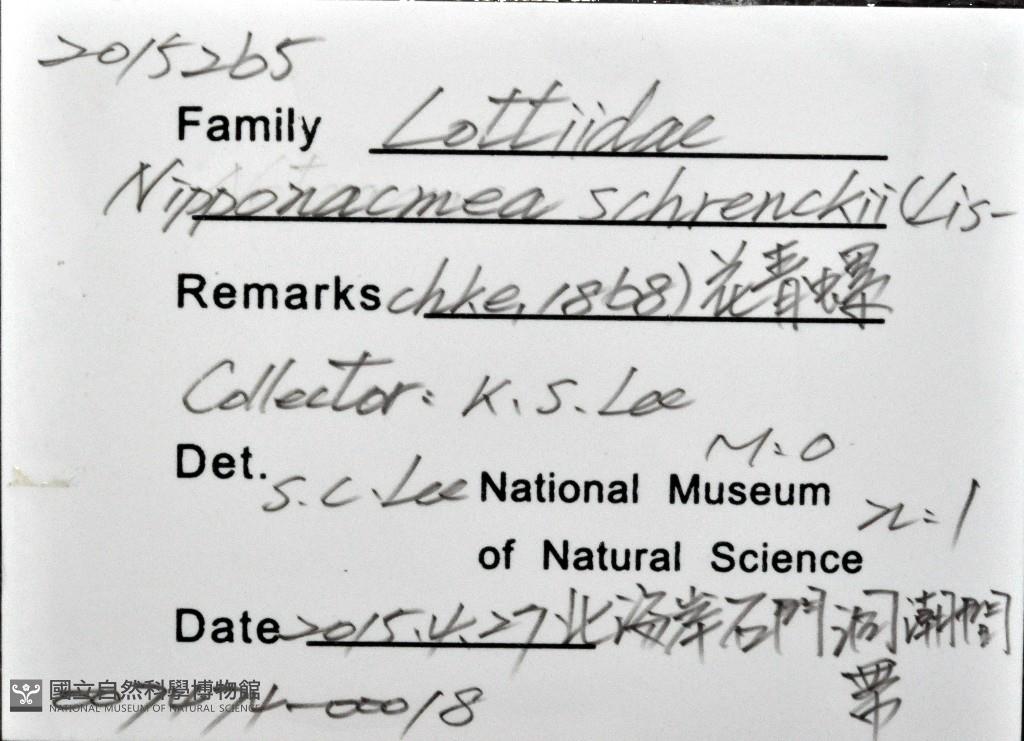 2015265
Family Lottiidae
Nipponacmea schrenckii (Lis-
Remarks chke, 1868) 花青螺
Collector: K. S. Lee
M: 0
Det. S. C. Lee National Museum
n: 1
of Natural Science
Date 2015.4.27 北海岸石門洞潮間
帶
國立自然科學博物館
NATIONAL MUSEUM OF NATURAL SCIENCE
-00018